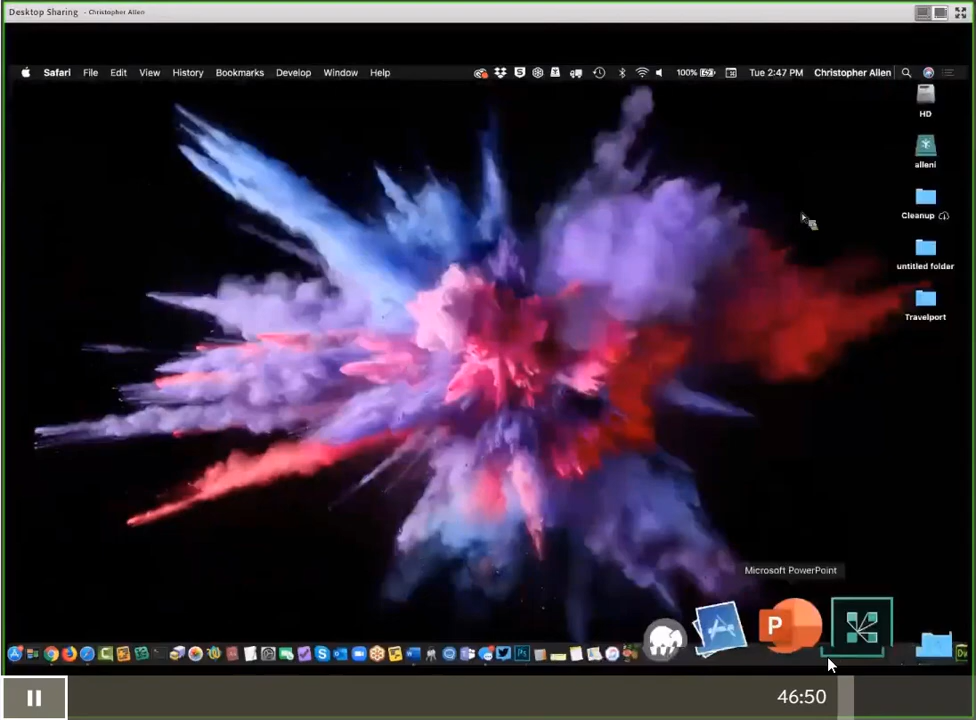 Desktop Sharing - Christopher Allen
Safari File Edit View History Bookmarks Develop Window Help 100% Tue 2:47 PM Christopher Allen
HD
alleni
Cleanup
untitled folder
Travelport
Microsoft PowerPoint
P
Dw
46:50